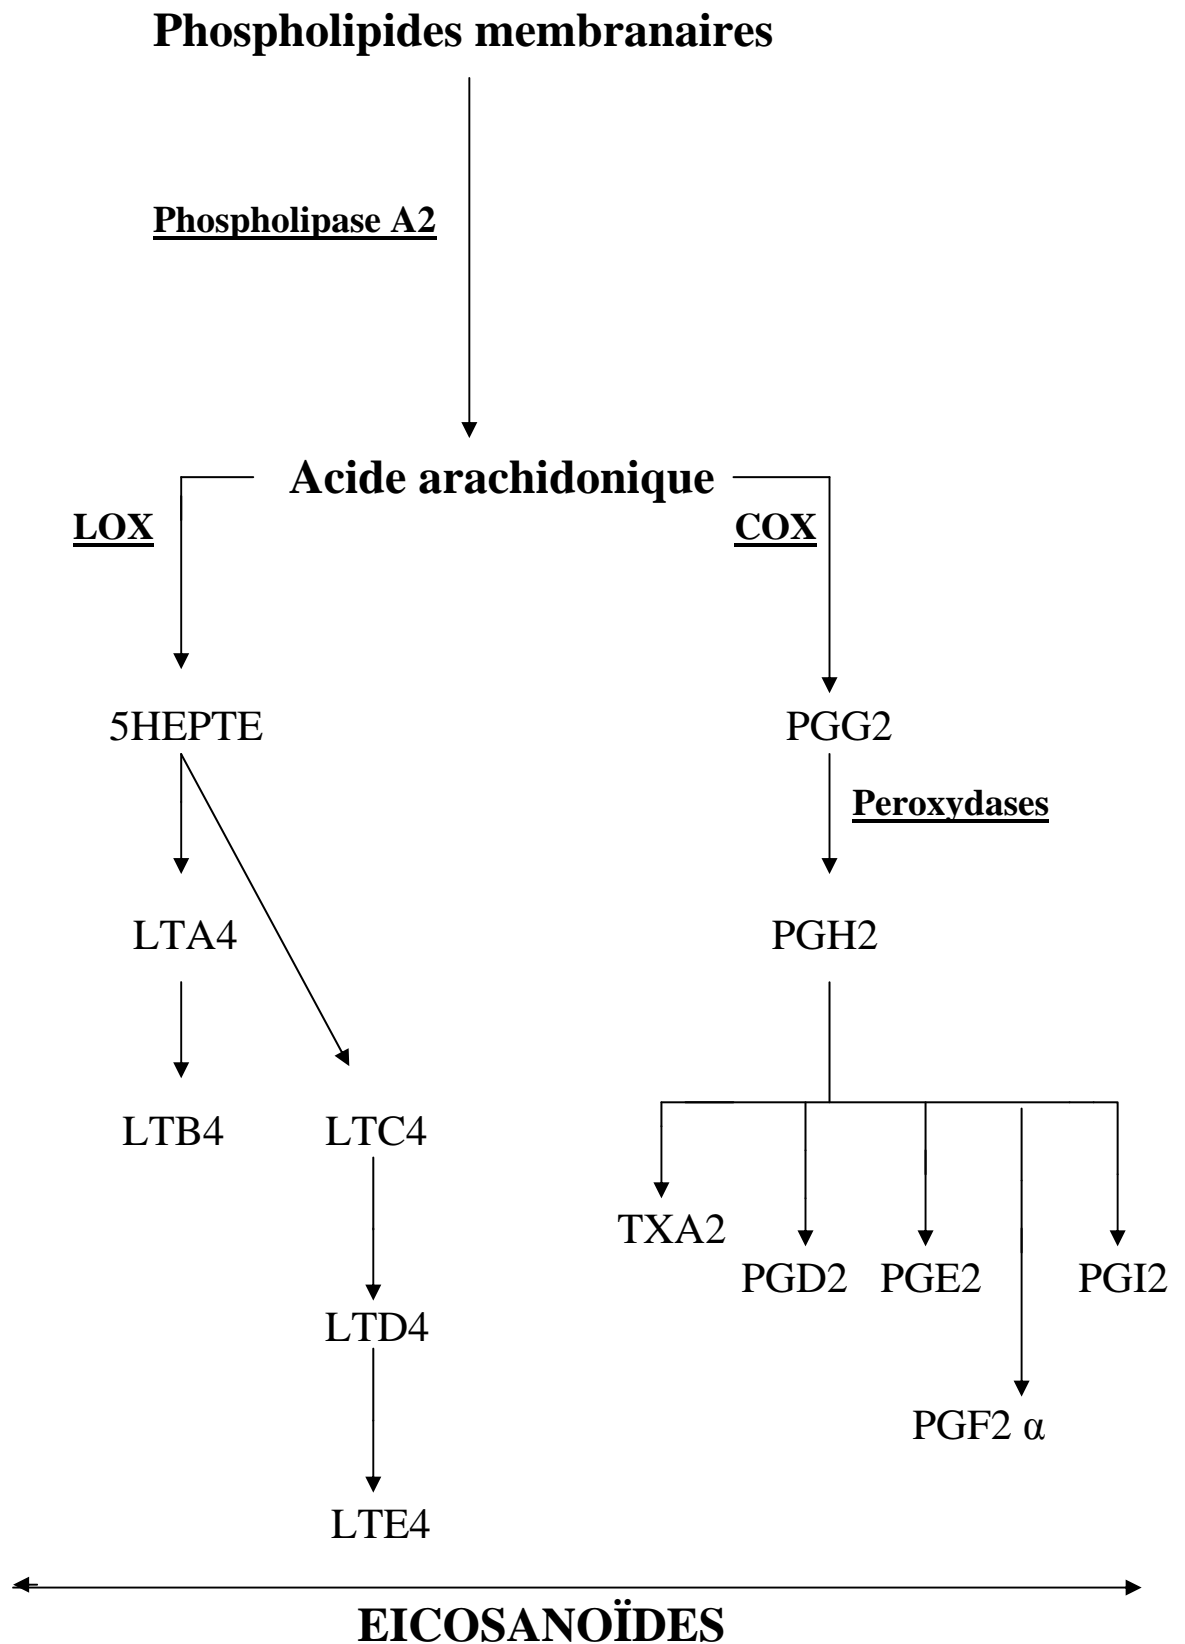 Phospholipides membranaires
Phospholipase A2
Acide arachidonique
LOX
COX
5HEPTE
PGG2
Peroxydases
LTA4
PGH2
LTB4
LTC4
TXA2
PGD2
PGE2
PGI2
LTD4
PGF2 α
LTE4
EICOSANOÏDES